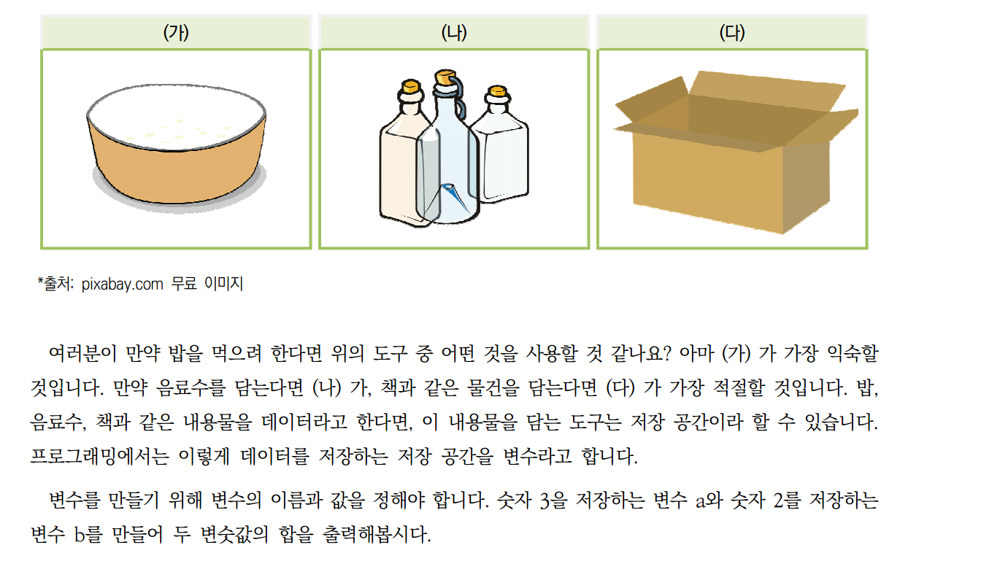 (가)
(나)
(다)
*출처: pixabay.com 무료 이미지
여러분이 만약 밥을 먹으려 한다면 위의 도구 중 어떤 것을 사용할 것 같나요? 아마 (가) 가 가장 익숙할
것입니다. 만약 음료수를 담는다면 (나) 가, 책과 같은 물건을 담는다면 (다) 가 가장 적절할 것입니다. 밥,
음료수, 책과 같은 내용물을 데이터라고 한다면, 이 내용물을 담는 도구는 저장 공간이라 할 수 있습니다.
프로그래밍에서는 이렇게 데이터를 저장하는 저장 공간을 변수라고 합니다.
변수를 만들기 위해 변수의 이름과 값을 정해야 합니다. 숫자 3을 저장하는 변수 a와 숫자 2를 저장하는
변수 b를 만들어 두 변숫값의 합을 출력해봅시다.